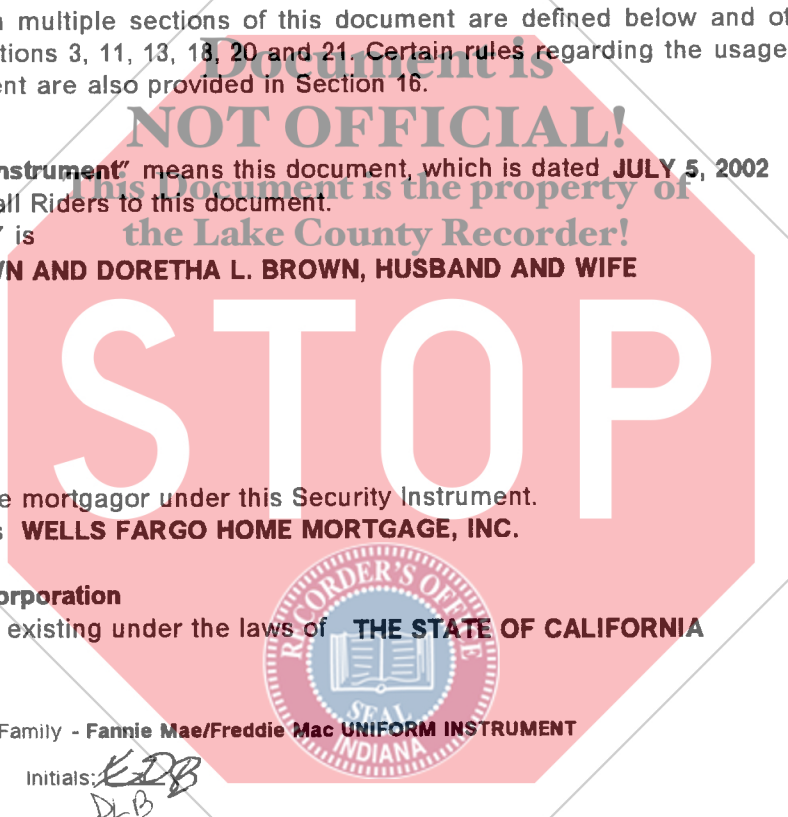 multiple sections of this document are defined below and
tions 3, 11, 13, 18, 20 and 21. Certain rules regarding the usage
Document is
ent are also provided in Section 16.
NOT OFFICIAL!
nstrument" means this document, which is dated JULY 5, 2002
This Document is the property of
all Riders to this document.
" is
the Lake County Recorder!
WN AND DORETHA L. BROWN, HUSBAND AND WIFE
STOP
e mortgagor under this Security Instrument.
s WELLS FARGO HOME MORTGAGE, INC.
orporation
existing under the laws of THE STATE OF CALIFORNIA
RECORDER'S OFFICE
SEAL
INDIANA
Family - Fannie Mae/Freddie Mac UNIFORM INSTRUMENT
Initials: EDB
DLB